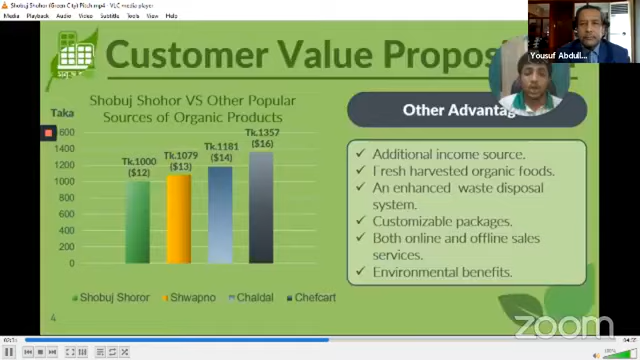 Shobuj Shohor (Green City) Pitch.mp4 - VLC media player
Media Playback Audio Video Subtitle Tools View Help
Yousuf Abdull...
Customer Value Propos
Shobuj Shohor VS Other Popular
Sources of Organic Products
Taka
600
1400
1200
1000
800
600
400
200
0
Tk.1000
($12)
Tk.1079
($13)
Tk.1181
($14)
Tk.1357
($16)
Shobuj Shoror Shwapno Chaldal Chefcart
Other Advantag
✓ Additional income source.
✓ Fresh harvested organic foods.
✓ An enhanced waste disposal
system.
✓ Customizable packages.
✓ Both online and offline sales
services.
✓ Environmental benefits.
4
zoom